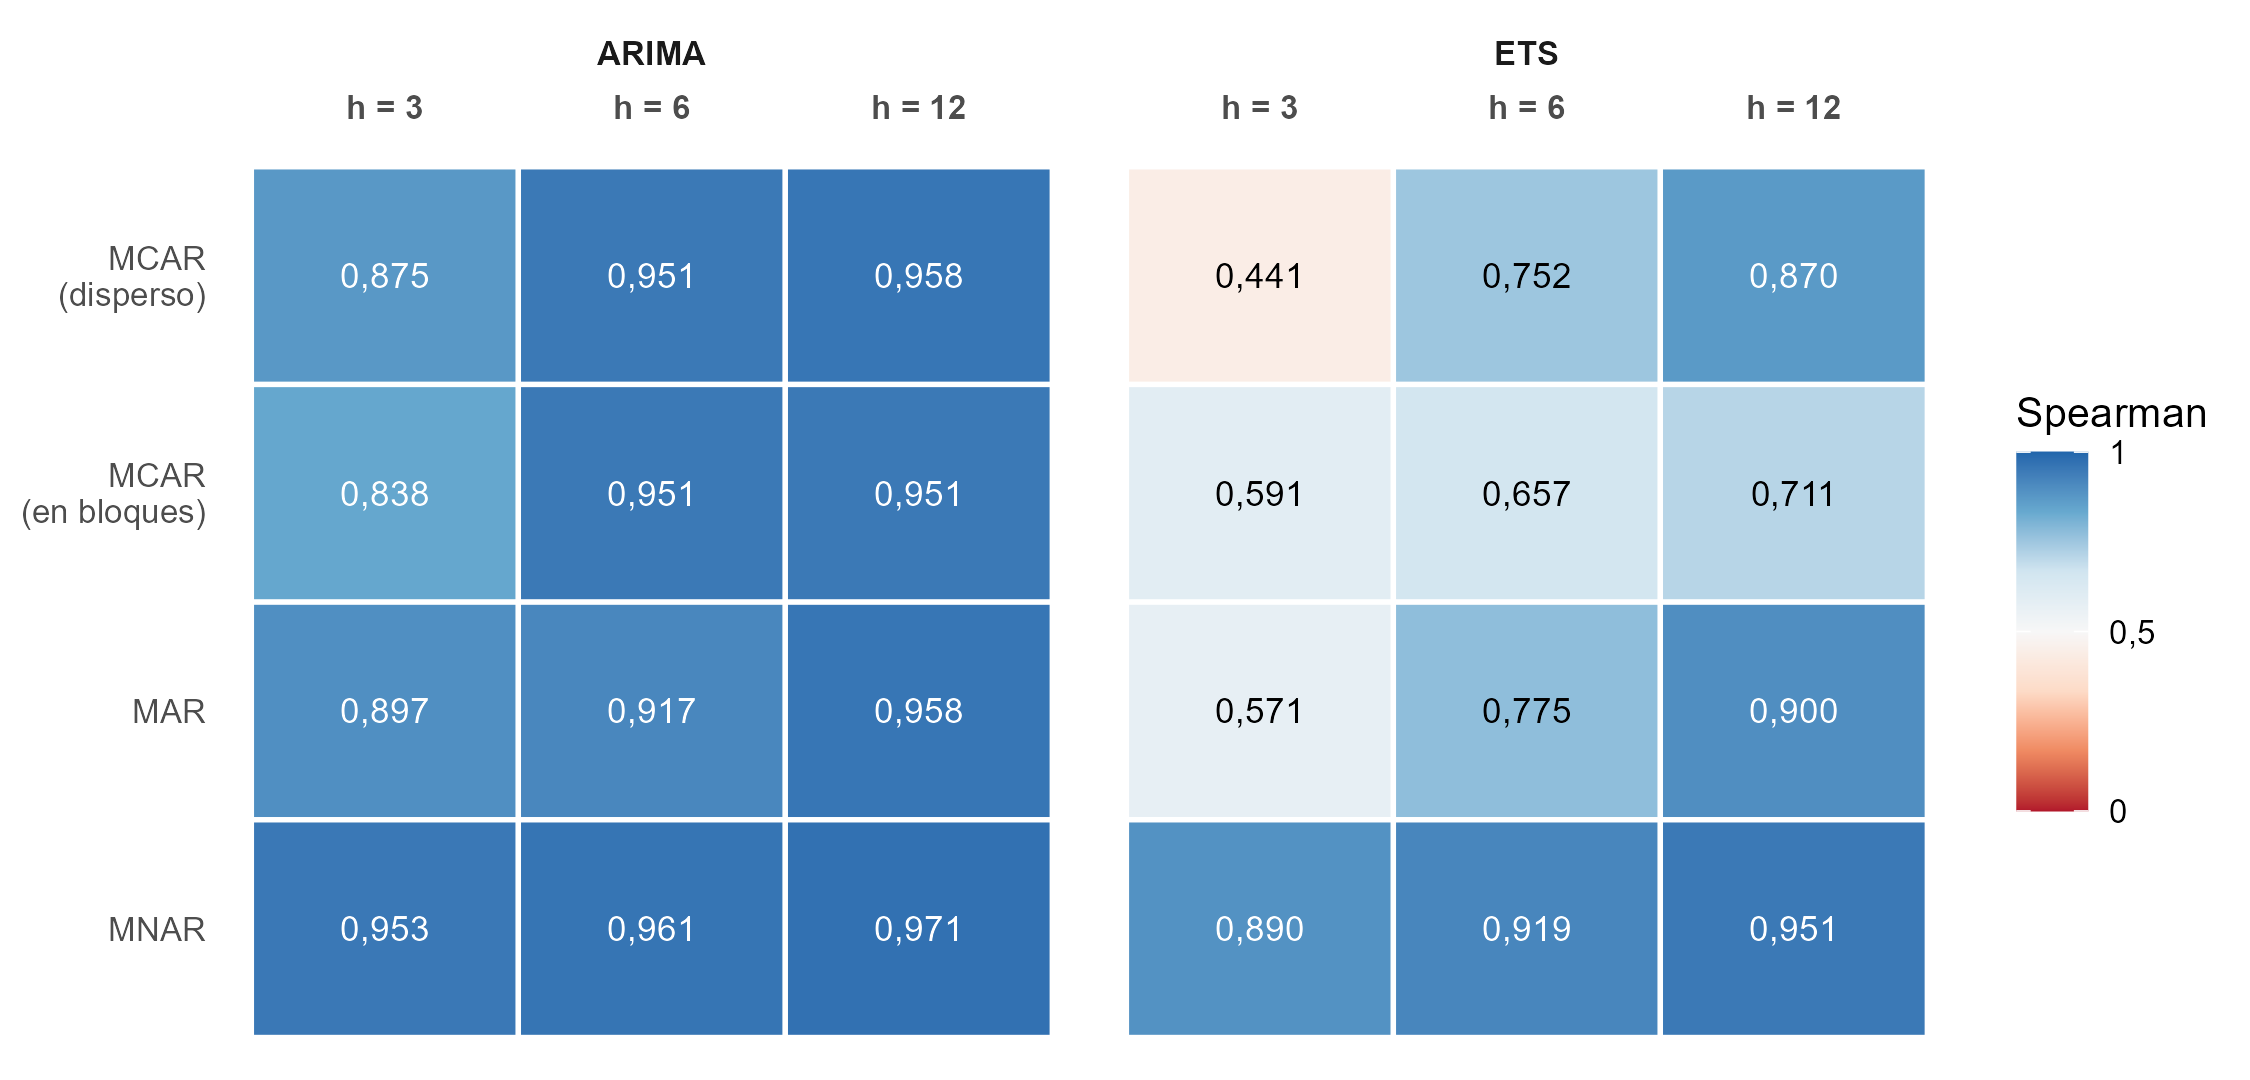 ARIMA ETS
h = 3 h = 6 h = 12 h = 3 h = 6 h = 12
MCAR
(disperso)
0,875 0,951 0,958 0,441 0,752 0,870
MCAR
(en bloques)
0,838 0,951 0,951 0,591 0,657 0,711
MAR 0,897 0,917 0,958 0,571 0,775 0,900
MNAR 0,953 0,961 0,971 0,890 0,919 0,951
Spearman
1
0,5
0